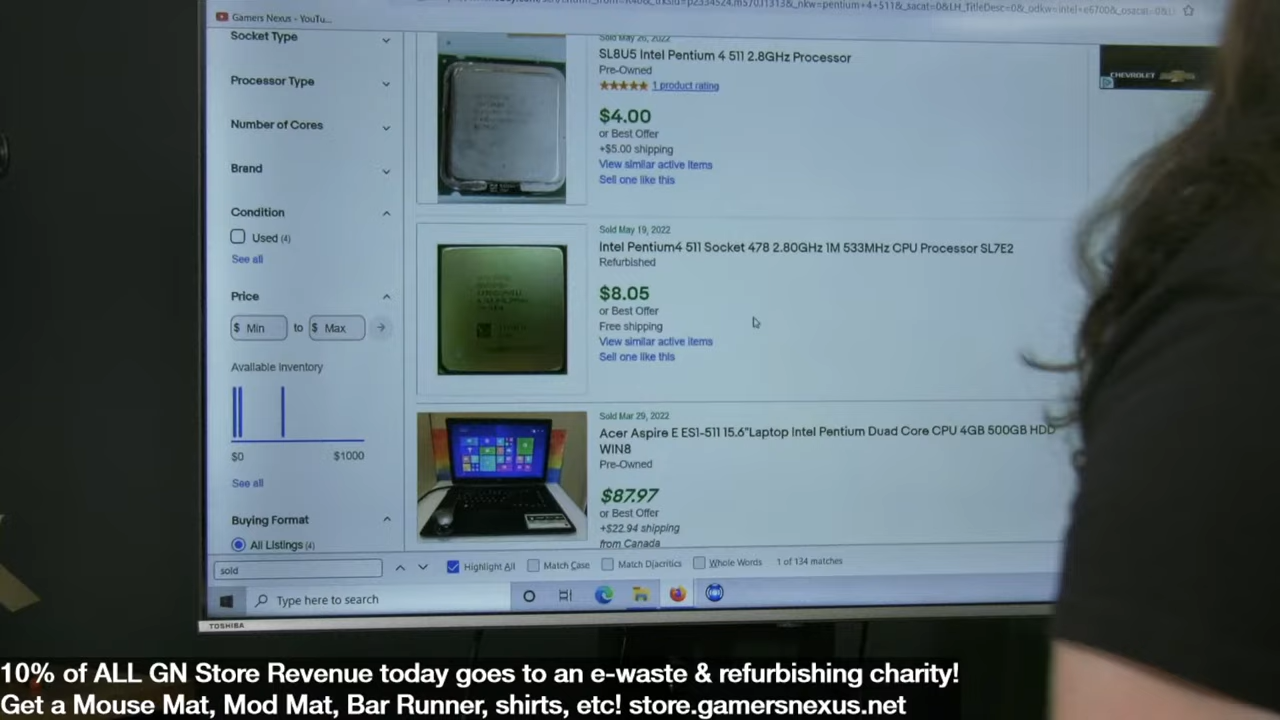 Gamers Nexus - YouTu...
Socket Type
Processor Type
Number of Cores
Brand
Condition
Used (4)
See all
Price
$ Min to $ Max
Available Inventory
$0 $1000
See all
Buying Format
All Listings (4)
Sold May 26, 2022
SL8U5 Intel Pentium 4 511 2.8GHz Processor
Pre-Owned
1 product rating
$4.00
or Best Offer
+$5.00 shipping
View similar active items
Sell one like this
Sold May 19, 2022
Intel Pentium4 511 Socket 478 2.80GHz 1M 533MHz CPU Processor SL7E2
Refurbished
$8.05
or Best Offer
Free shipping
View similar active items
Sell one like this
Sold Mar 29, 2022
Acer Aspire E ES1-511 15.6"Laptop Intel Pentium Dual Core CPU 4GB 500GB HDD
WIN8
Pre-Owned
$87.97
or Best Offer
+$22.94 shipping
from Canada
CHEVROLET
sold Highlight All Match Case Match Diacritics Whole Words 1 of 134 matches
Type here to search
TOSHIBA
10% of ALL GN Store Revenue today goes to an e-waste & refurbishing charity!
Get a Mouse Mat, Mod Mat, Bar Runner, shirts, etc! store.gamersnexus.net